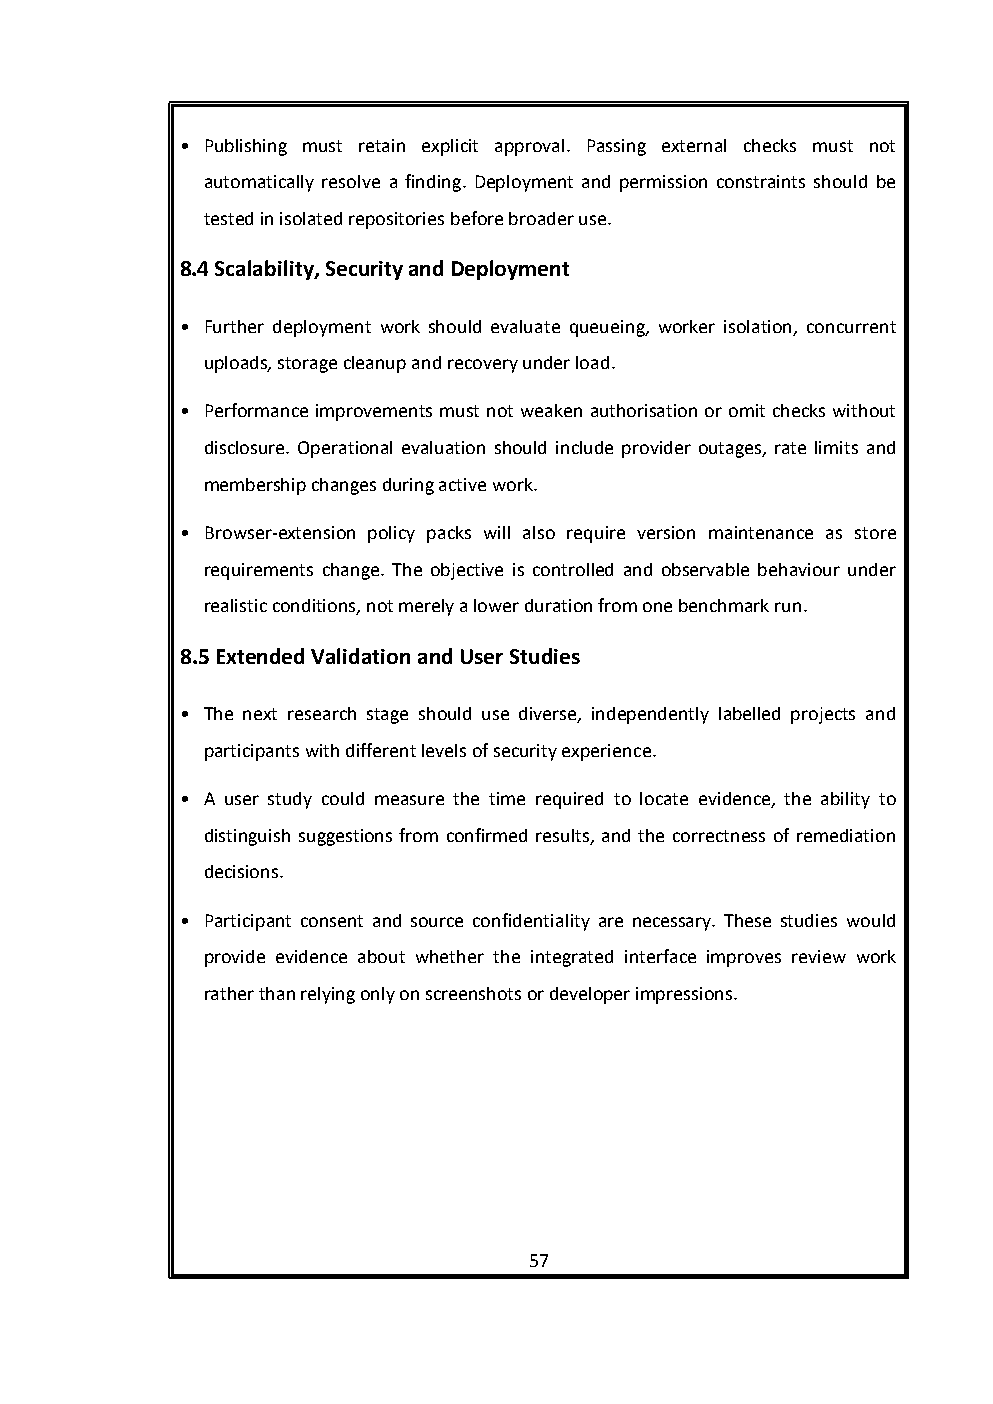 • Publishing must retain explicit approval. Passing external checks must not
automatically resolve a finding. Deployment and permission constraints should be
tested in isolated repositories before broader use.
8.4 Scalability, Security and Deployment
• Further deployment work should evaluate queueing, worker isolation, concurrent
uploads, storage cleanup and recovery under load.
• Performance improvements must not weaken authorisation or omit checks without
disclosure. Operational evaluation should include provider outages, rate limits and
membership changes during active work.
• Browser-extension policy packs will also require version maintenance as store
requirements change. The objective is controlled and observable behaviour under
realistic conditions, not merely a lower duration from one benchmark run.
8.5 Extended Validation and User Studies
• The next research stage should use diverse, independently labelled projects and
participants with different levels of security experience.
• A user study could measure the time required to locate evidence, the ability to
distinguish suggestions from confirmed results, and the correctness of remediation
decisions.
• Participant consent and source confidentiality are necessary. These studies would
provide evidence about whether the integrated interface improves review work
rather than relying only on screenshots or developer impressions.
57